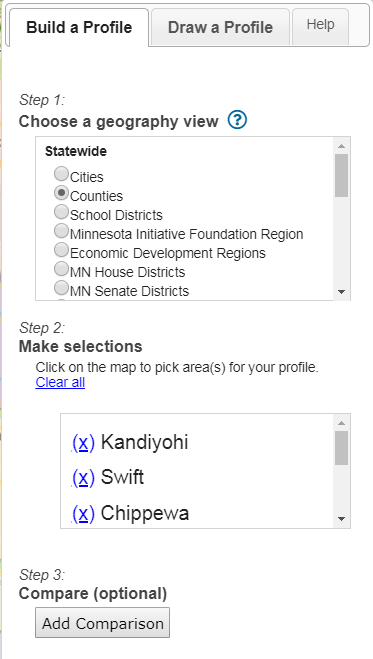 Build a Profile Draw a Profile Help
Step 1:
Choose a geography view ?
Statewide
Cities
Counties
School Districts
Minnesota Initiative Foundation Region
Economic Development Regions
MN House Districts
MN Senate Districts
Step 2:
Make selections
Click on the map to pick area(s) for your profile.
Clear all
(x) Kandiyohi
(x) Swift
(x) Chippewa
Step 3:
Compare (optional)
Add Comparison